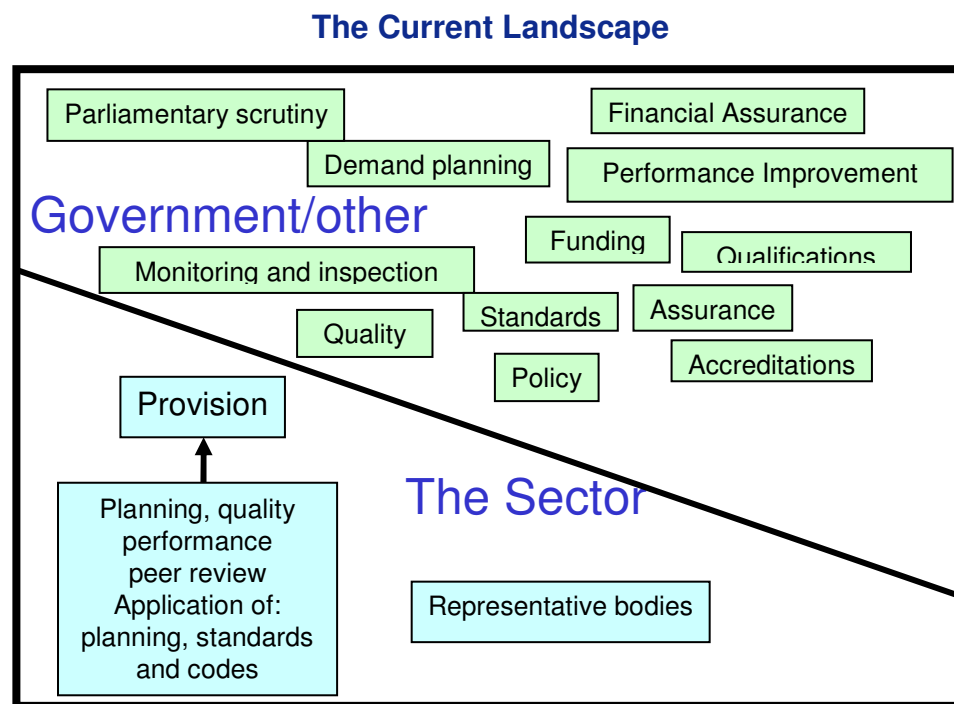 The Current Landscape
Parliamentary scrutiny
Financial Assurance
Demand planning
Performance Improvement
Government/other
Funding
Qualifications
Monitoring and inspection
Standards
Assurance
Quality
Policy
Accreditations
Provision
The Sector
Planning, quality
performance
peer review
Application of:
planning, standards
and codes
Representative bodies